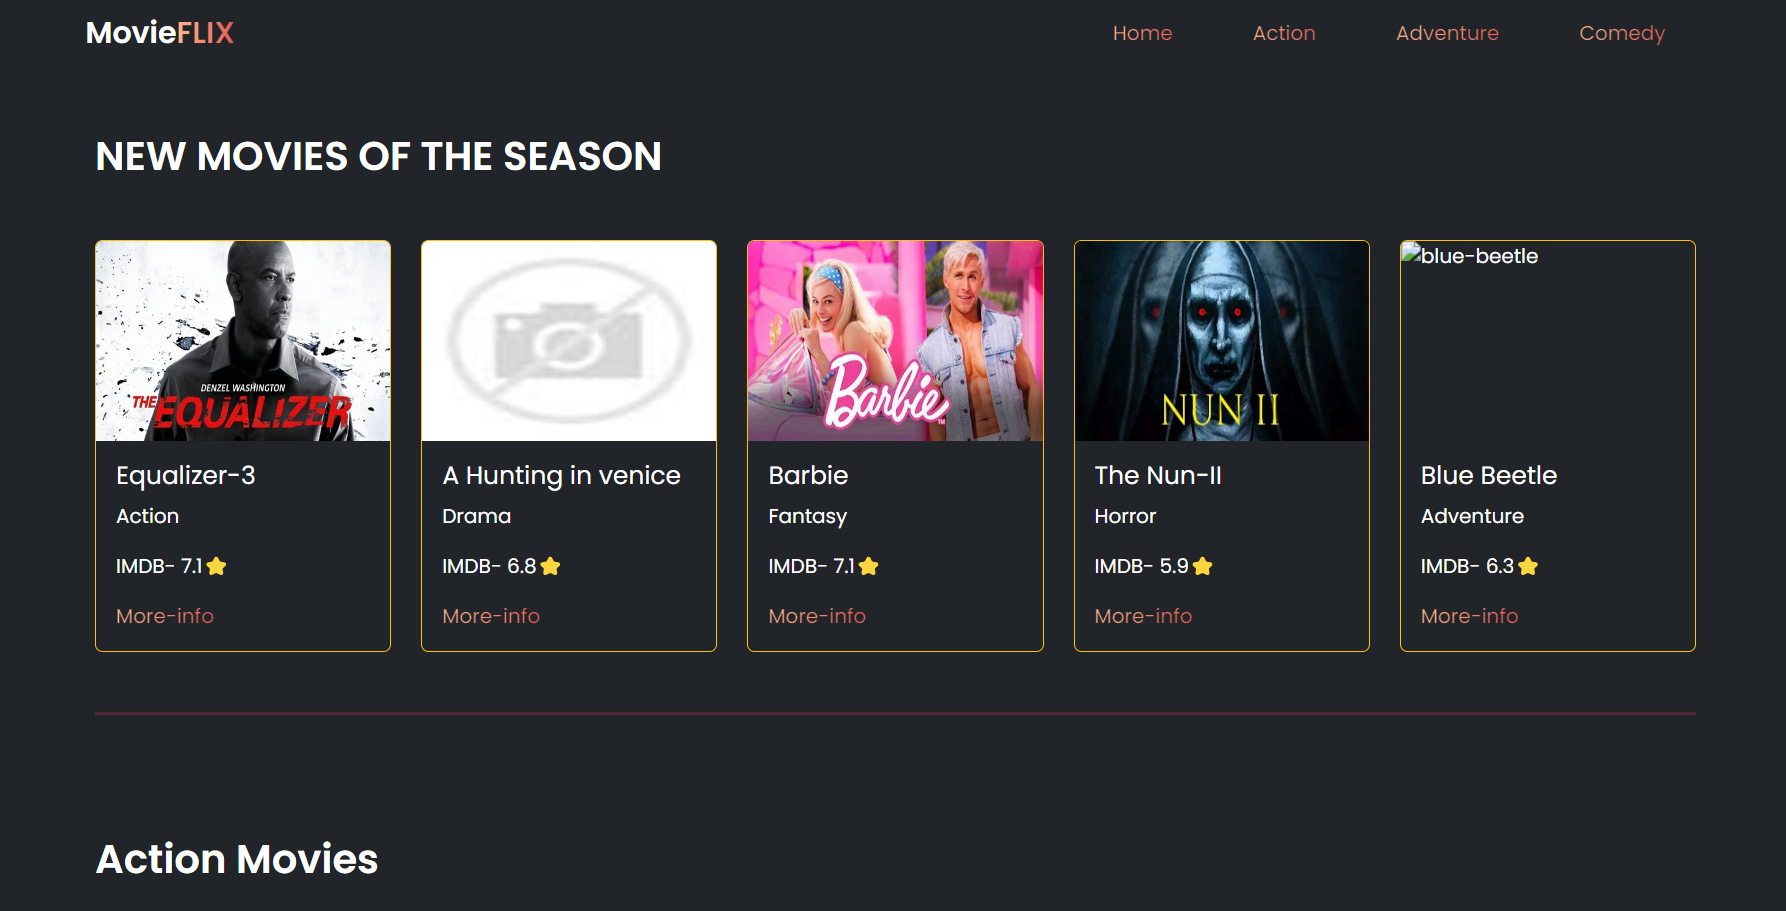 MovieFLIX
Home Action Adventure Comedy
NEW MOVIES OF THE SEASON
DENZEL WASHINGTON
THE EQUALIZER
Barbie
TM
NUN II
blue-beetle
Equalizer-3
Action
IMDB- 7.1
More-info
A Hunting in venice
Drama
IMDB- 6.8
More-info
Barbie
Fantasy
IMDB- 7.1
More-info
The Nun-II
Horror
IMDB- 5.9
More-info
Blue Beetle
Adventure
IMDB- 6.3
More-info
Action Movies